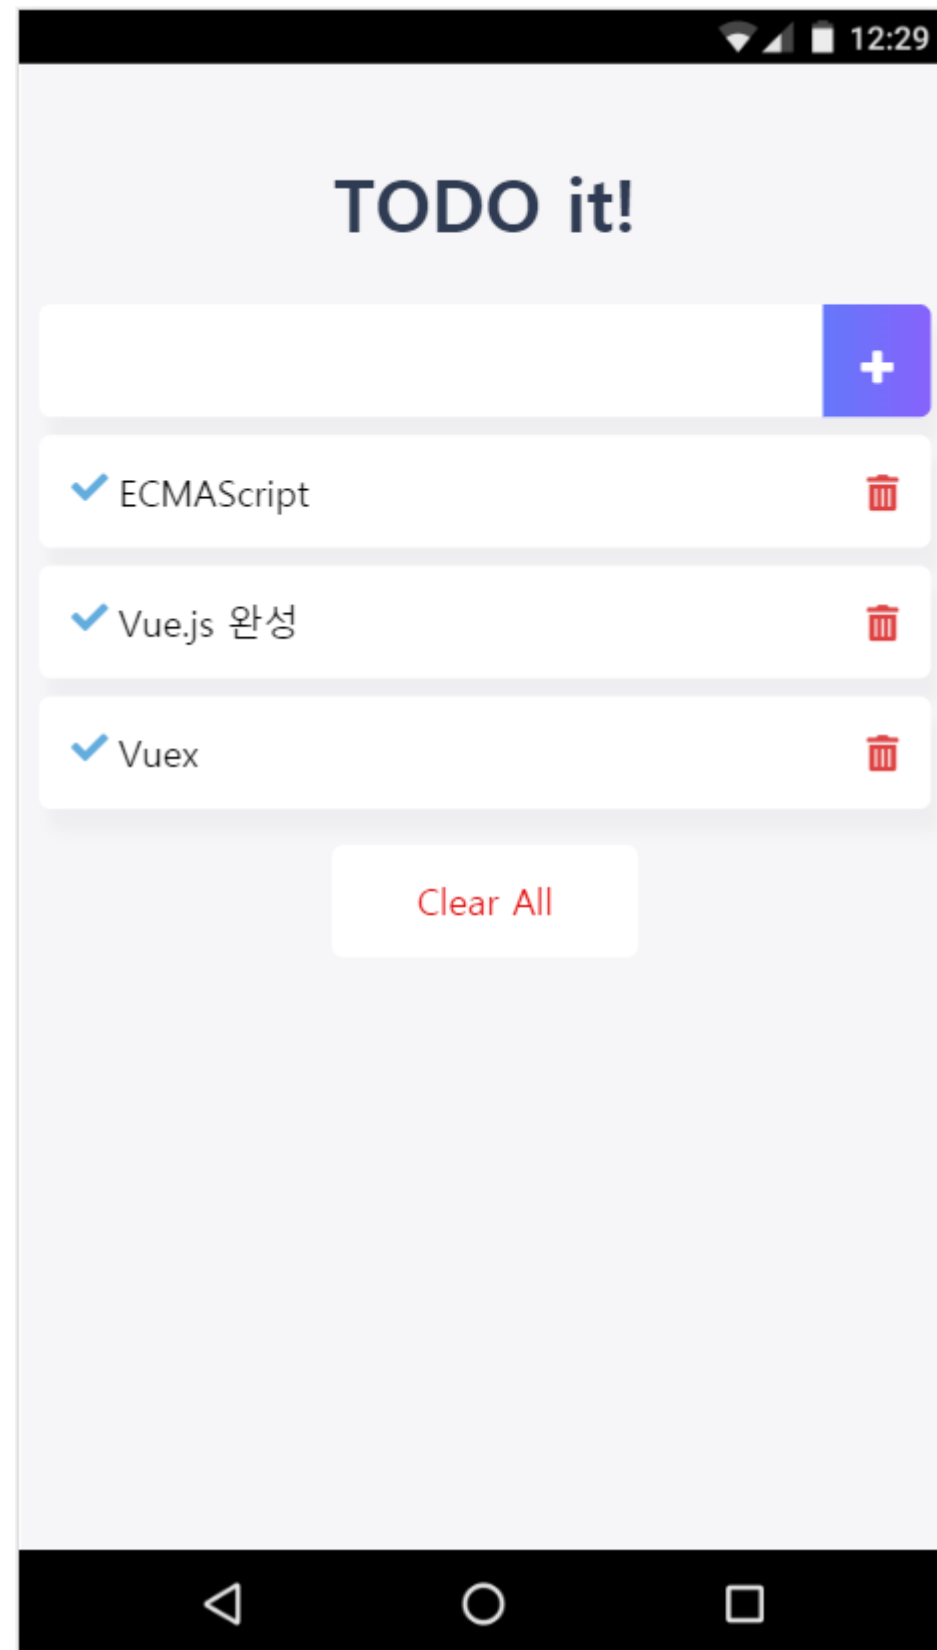 12:29
TODO it!
ECMAScript
Vue.js 완성
Vuex
Clear All